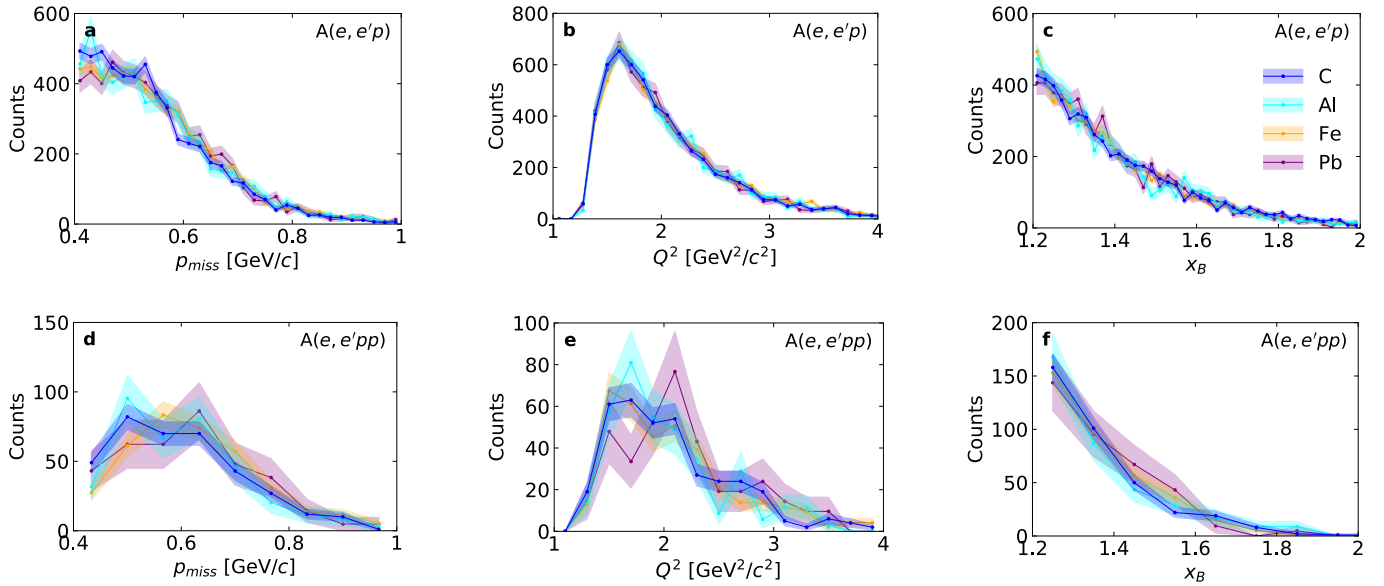 a
A(e, e′p)
600
400
200
0
Counts
0.4
0.6
0.8
1
p_miss [GeV/c]
b
A(e, e′p)
800
600
400
200
0
Counts
1
2
3
4
Q² [GeV²/c²]
c
A(e, e′p)
600
400
200
0
Counts
C
Al
Fe
Pb
1.2
1.4
1.6
1.8
2
x_B
d
A(e, e′pp)
150
100
50
0
Counts
0.4
0.6
0.8
1
p_miss [GeV/c]
e
A(e, e′pp)
100
80
60
40
20
0
Counts
1
2
3
4
Q² [GeV²/c²]
f
A(e, e′pp)
200
150
100
50
0
Counts
1.2
1.4
1.6
1.8
2
x_B